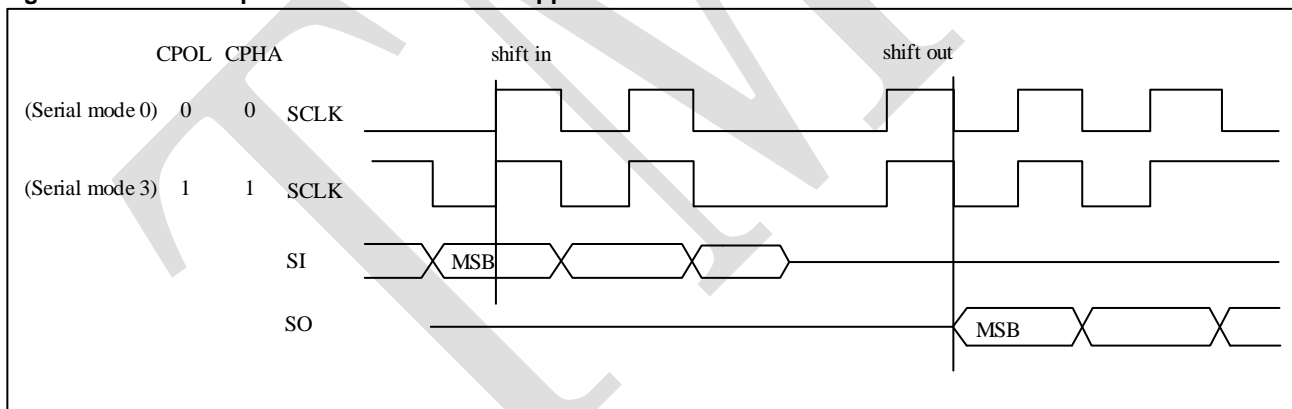 CPOL CPHA shift in shift out
(Serial mode 0) 0 0 SCLK
(Serial mode 3) 1 1 SCLK
SI MSB
SO MSB